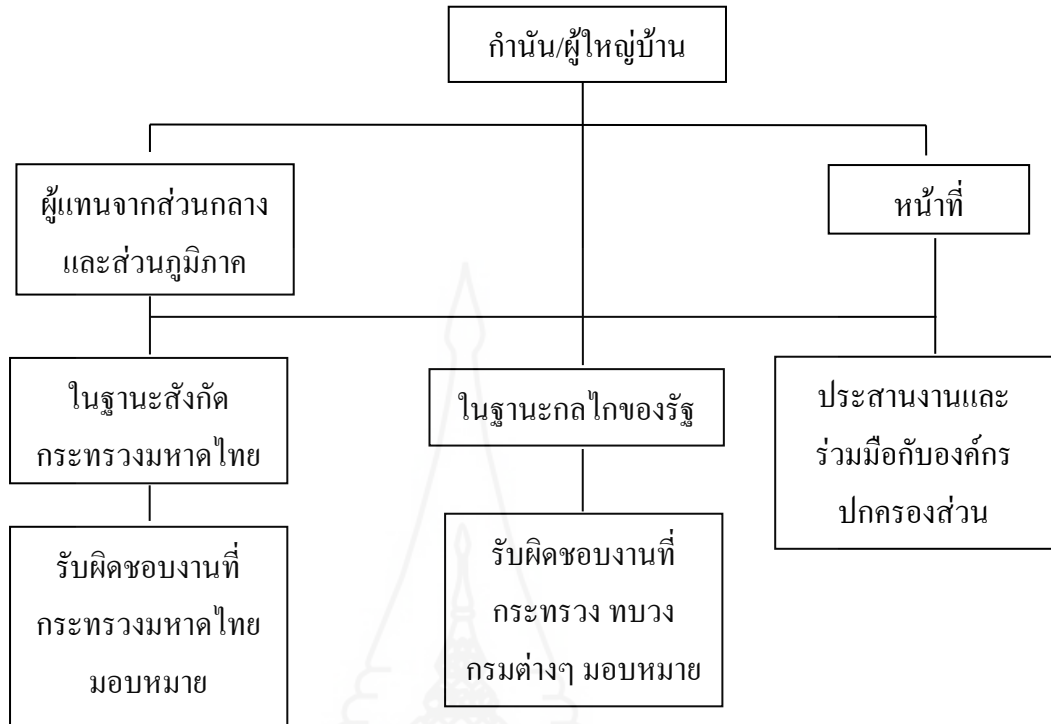 กำนัน/ผู้ใหญ่บ้าน
ผู้แทนจากส่วนกลาง
และส่วนภูมิภาค
หน้าที่
ในฐานะสังกัด
กระทรวงมหาดไทย
ในฐานะกลไกของรัฐ
ประสานงานและ
ร่วมมือกับองค์กร
ปกครองส่วน
รับผิดชอบงานที่
กระทรวงมหาดไทย
มอบหมาย
รับผิดชอบงานที่
กระทรวง ทบวง
กรมต่างๆ มอบหมาย